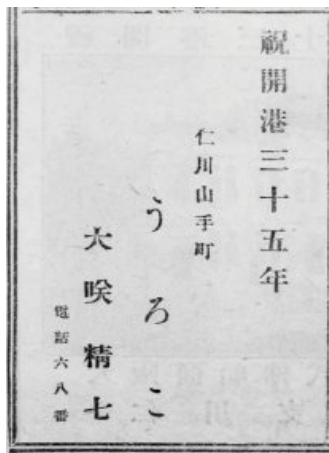 祝開港三十五年
仁川山手町
うろこ
大咲精七
電話六八番